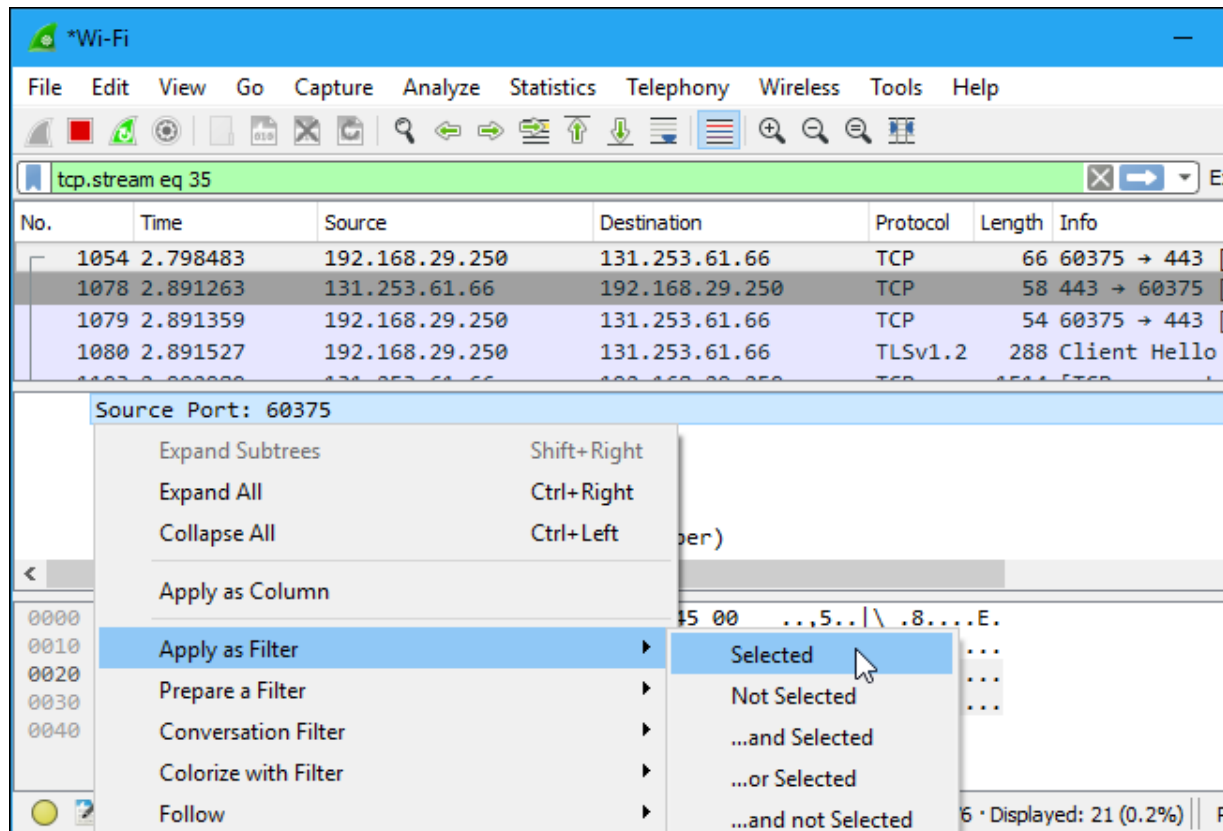 *Wi-Fi
File Edit View Go Capture Analyze Statistics Telephony Wireless Tools Help
tcp.stream eq 35
No. Time Source Destination Protocol Length Info
1054 2.798483 192.168.29.250 131.253.61.66 TCP 66 60375 → 443 [
1078 2.891263 131.253.61.66 192.168.29.250 TCP 58 443 → 60375 [
1079 2.891359 192.168.29.250 131.253.61.66 TCP 54 60375 → 443 [
1080 2.891527 192.168.29.250 131.253.61.66 TLSv1.2 288 Client Hello
Source Port: 60375
Expand Subtrees Shift+Right
Expand All Ctrl+Right
Collapse All Ctrl+Left
ber)
Apply as Column
0000 45 00 ..,5..|\ .8....E.
0010 Apply as Filter Selected ...
0020 ...
Prepare a Filter Not Selected
0030 ...
0040 Conversation Filter ...and Selected
Colorize with Filter ...or Selected
Follow ...and not Selected
6 · Displayed: 21 (0.2%)